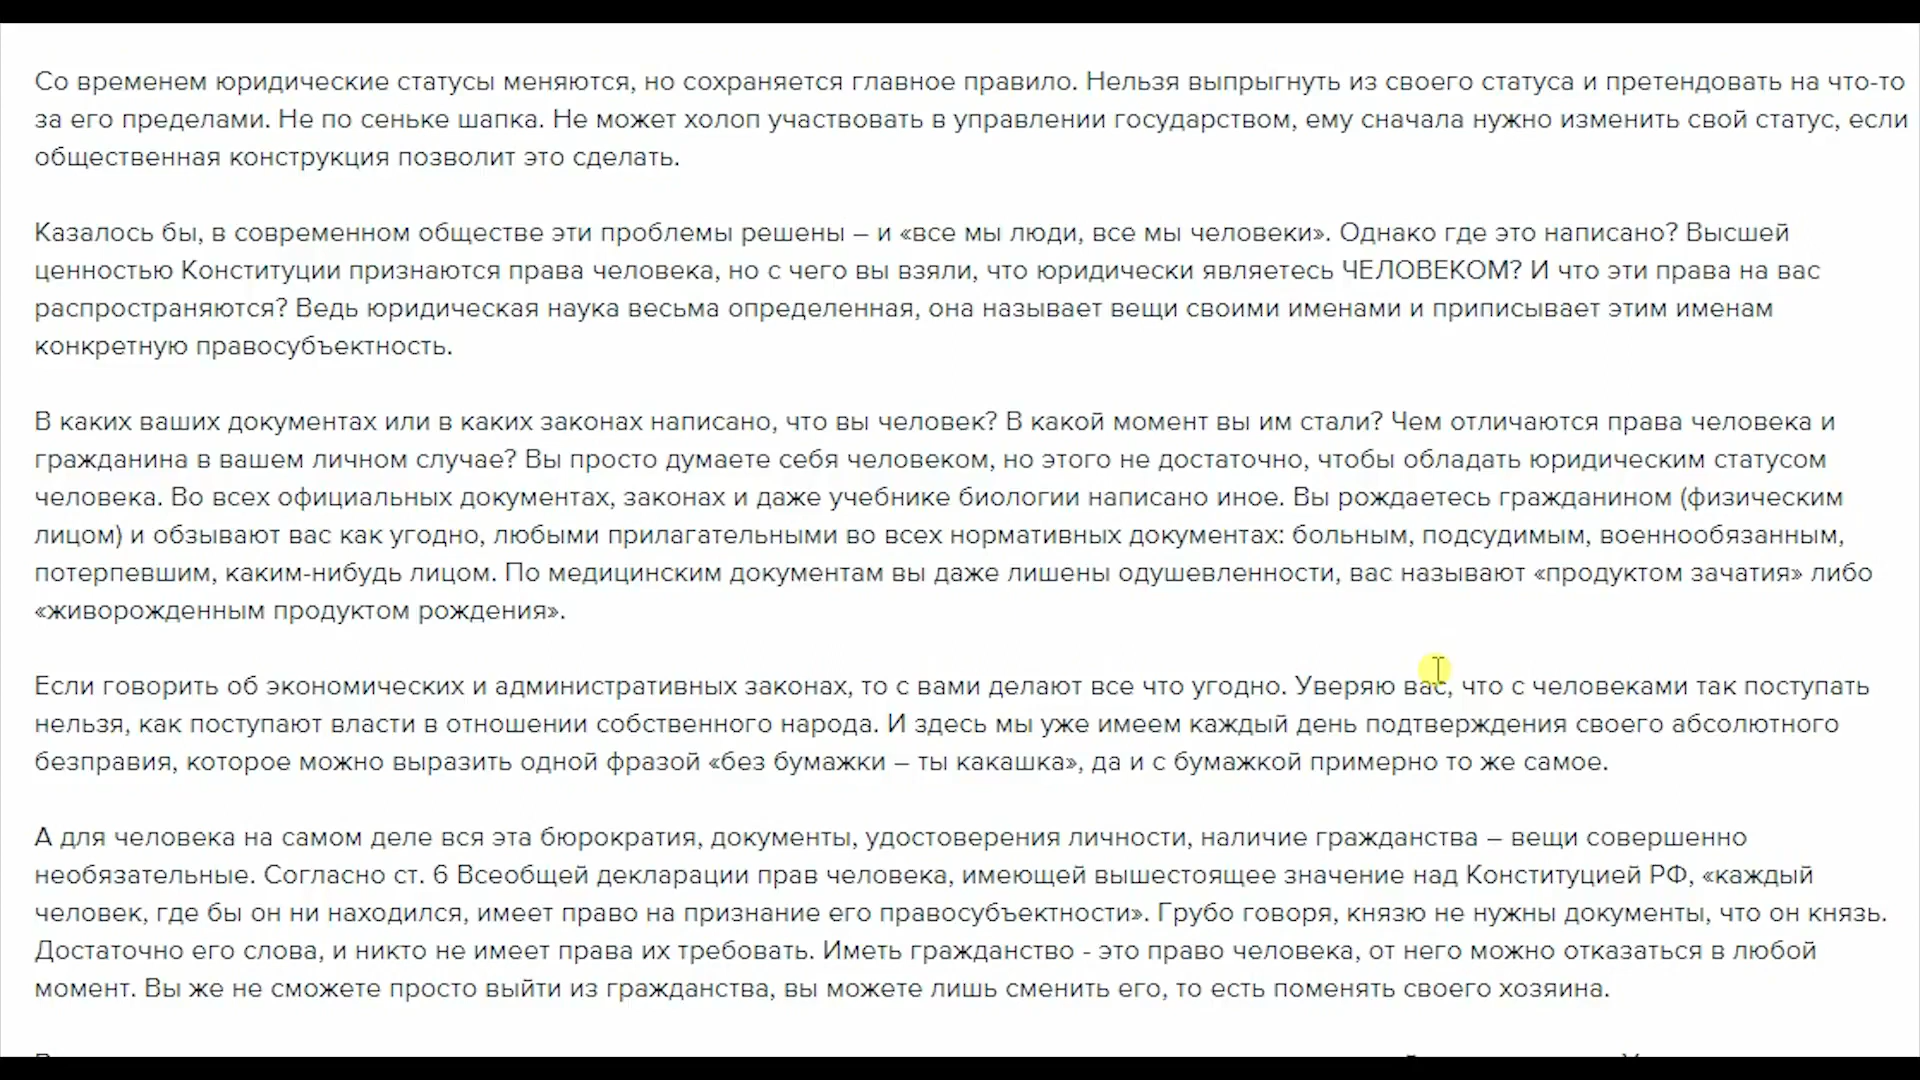 Со временем юридические статусы меняются, но сохраняется главное правило. Нельзя выпрыгнуть из своего статуса и претендовать на что-то
за его пределами. Не по сеньке шапка. Не может холоп участвовать в управлении государством, ему сначала нужно изменить свой статус, если
общественная конструкция позволит это сделать.
Казалось бы, в современном обществе эти проблемы решены – и «все мы люди, все мы человеки». Однако где это написано? Высшей
ценностью Конституции признаются права человека, но с чего вы взяли, что юридически являетесь ЧЕЛОВЕКОМ? И что эти права на вас
распространяются? Ведь юридическая наука весьма определенная, она называет вещи своими именами и приписывает этим именам
конкретную правосубъектность.
В каких ваших документах или в каких законах написано, что вы человек? В какой момент вы им стали? Чем отличаются права человека и
гражданина в вашем личном случае? Вы просто думаете себя человеком, но этого не достаточно, чтобы обладать юридическим статусом
человека. Во всех официальных документах, законах и даже учебнике биологии написано иное. Вы рождаетесь гражданином (физическим
лицом) и обзывают вас как угодно, любыми прилагательными во всех нормативных документах: больным, подсудимым, военнообязанным,
потерпевшим, каким-нибудь лицом. По медицинским документам вы даже лишены одушевленности, вас называют «продуктом зачатия» либо
«живорожденным продуктом рождения».
Если говорить об экономических и административных законах, то с вами делают все что угодно. Уверяю вас, что с человеками так поступать
нельзя, как поступают власти в отношении собственного народа. И здесь мы уже имеем каждый день подтверждения своего абсолютного
безправия, которое можно выразить одной фразой «без бумажки – ты какашка», да и с бумажкой примерно то же самое.
А для человека на самом деле вся эта бюрократия, документы, удостоверения личности, наличие гражданства – вещи совершенно
необязательные. Согласно ст. 6 Всеобщей декларации прав человека, имеющей вышестоящее значение над Конституцией РФ, «каждый
человек, где бы он ни находился, имеет право на признание его правосубъектности». Грубо говоря, князю не нужны документы, что он князь.
Достаточно его слова, и никто не имеет права их требовать. Иметь гражданство - это право человека, от него можно отказаться в любой
момент. Вы же не сможете просто выйти из гражданства, вы можете лишь сменить его, то есть поменять своего хозяина.